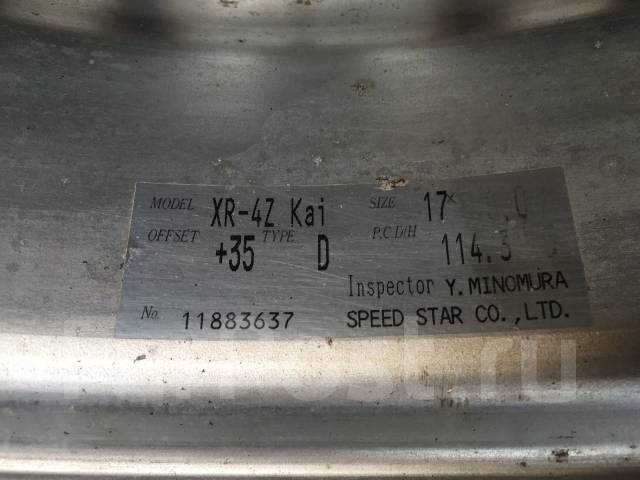 MODEL XR-4Z Kai SIZE 17×
OFFSET +35 TYPE D P.C.D/H 114.3
Inspector Y. MINOMURA
No. 11883637 SPEED STAR CO.,LTD.